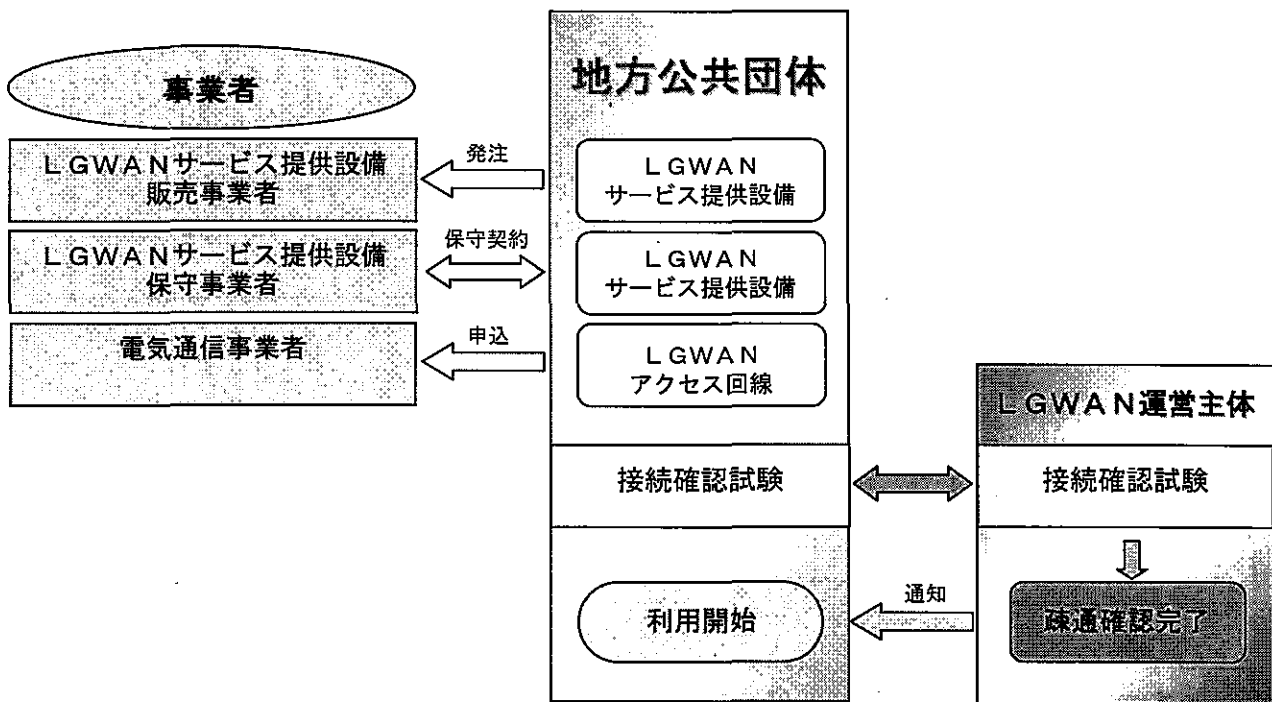 事業者
LGWANサービス提供設備
販売事業者
LGWANサービス提供設備
保守事業者
電気通信事業者
発注
保守契約
申込
地方公共団体
LGWAN
サービス提供設備
LGWAN
サービス提供設備
LGWAN
アクセス回線
接続確認試験
利用開始
通知
LGWAN運営主体
接続確認試験
疎通確認完了